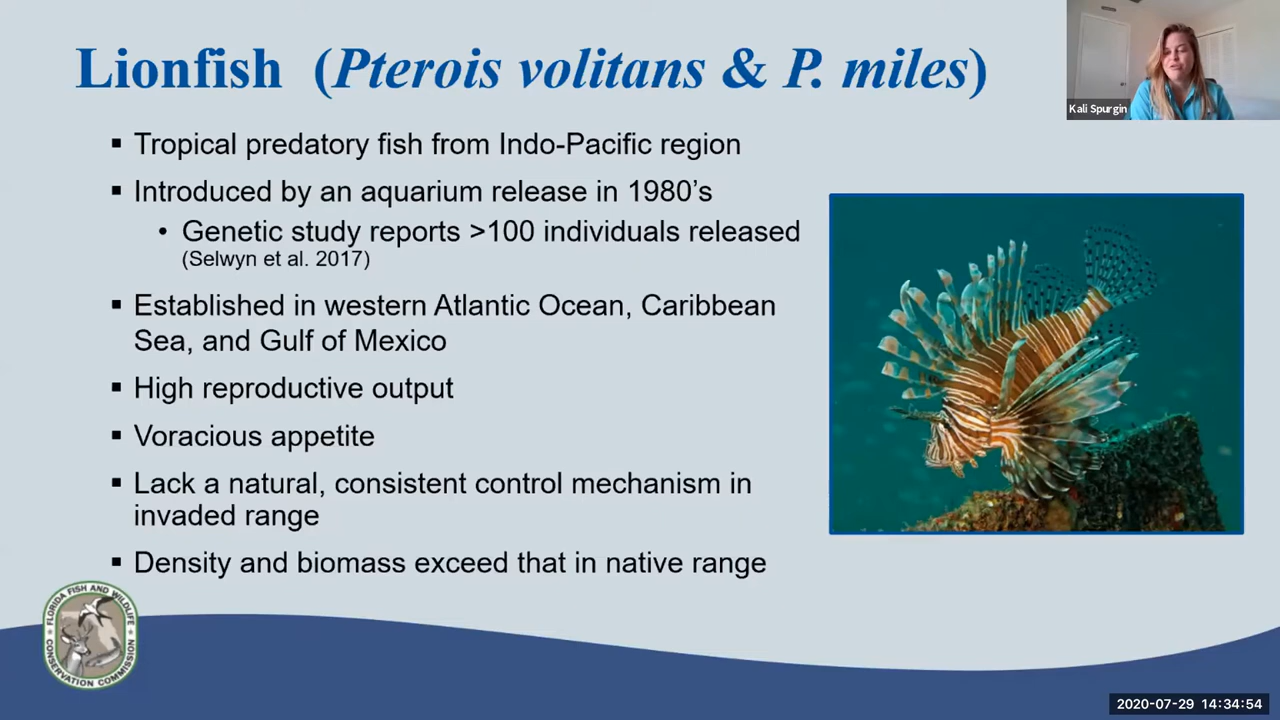 Lionfish (Pterois volitans & P. miles)
Kali Spurgin
▪ Tropical predatory fish from Indo-Pacific region
▪ Introduced by an aquarium release in 1980’s
• Genetic study reports >100 individuals released
(Selwyn et al. 2017)
▪ Established in western Atlantic Ocean, Caribbean
Sea, and Gulf of Mexico
▪ High reproductive output
▪ Voracious appetite
▪ Lack a natural, consistent control mechanism in
invaded range
▪ Density and biomass exceed that in native range
FLORIDA FISH AND WILDLIFE
CONSERVATION COMMISSION
2020-07-29 14:34:54